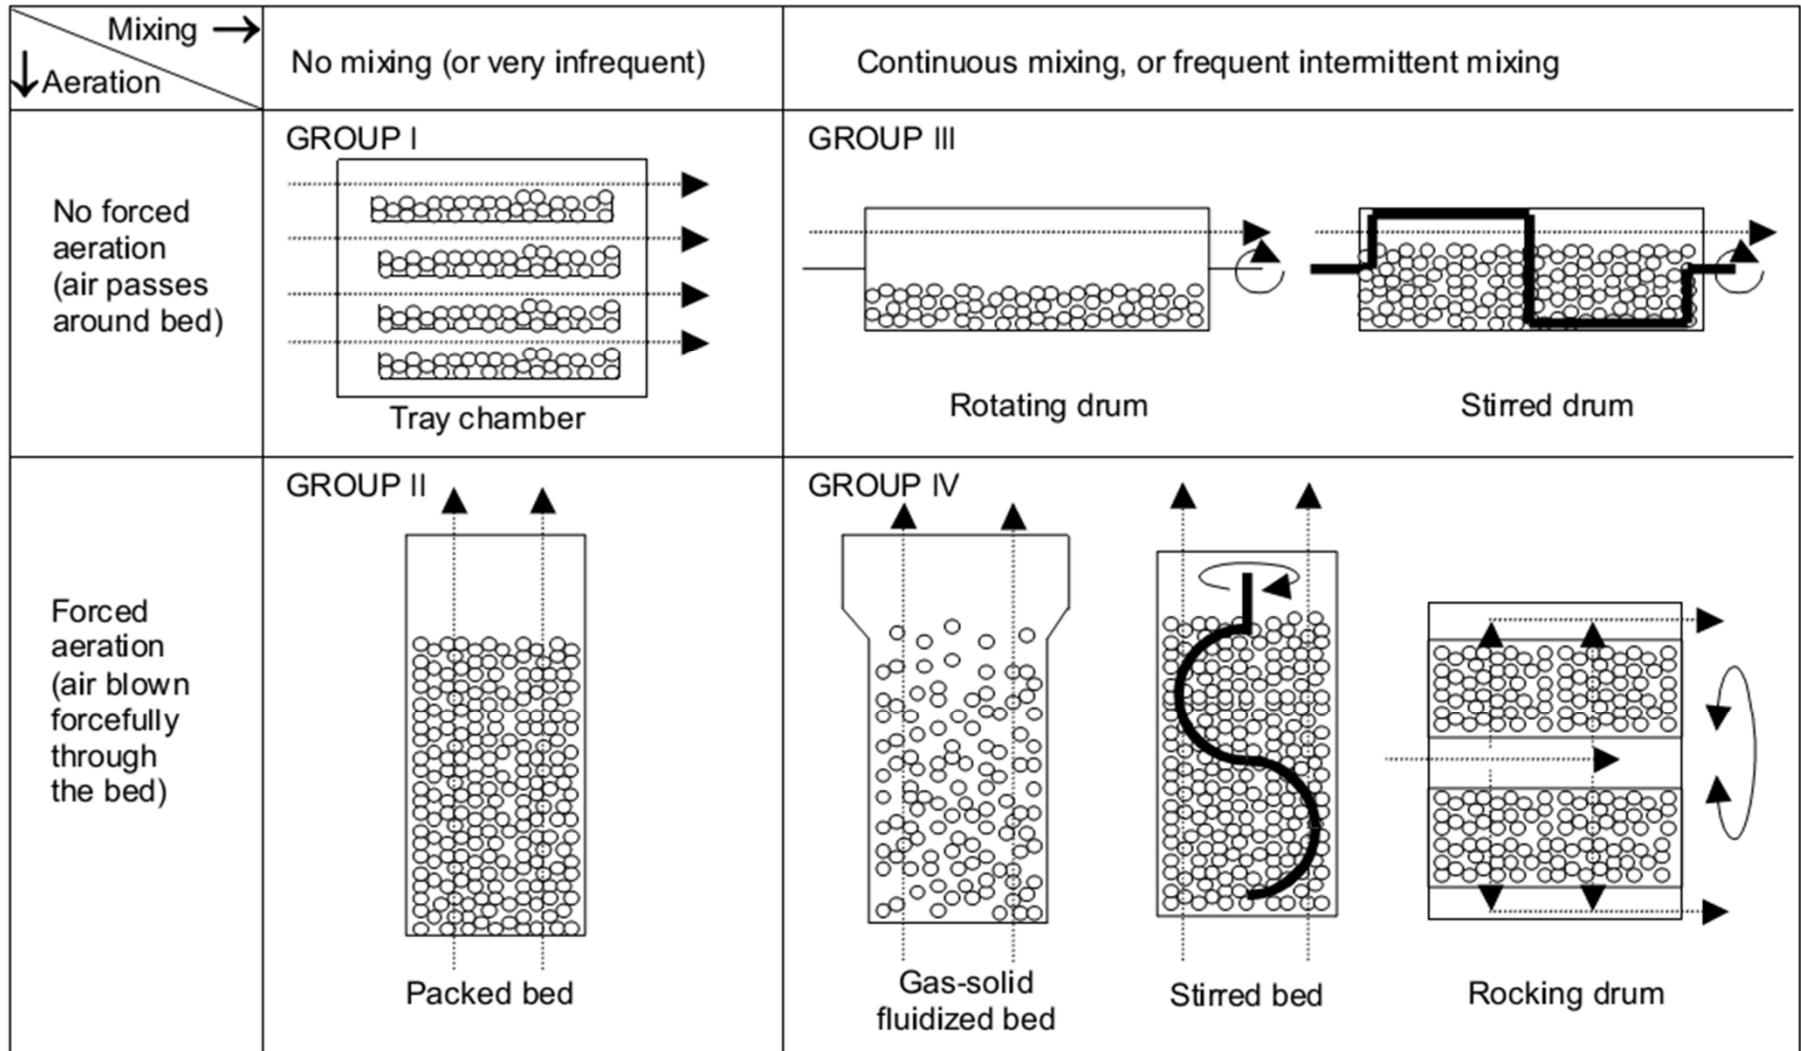 Mixing
Aeration
No mixing (or very infrequent)
Continuous mixing, or frequent intermittent mixing
No forced
aeration
(air passes
around bed)
GROUP I
Tray chamber
GROUP III
Rotating drum
Stirred drum
Forced
aeration
(air blown
forcefully
through
the bed)
GROUP II
Packed bed
GROUP IV
Gas-solid
fluidized bed
Stirred bed
Rocking drum